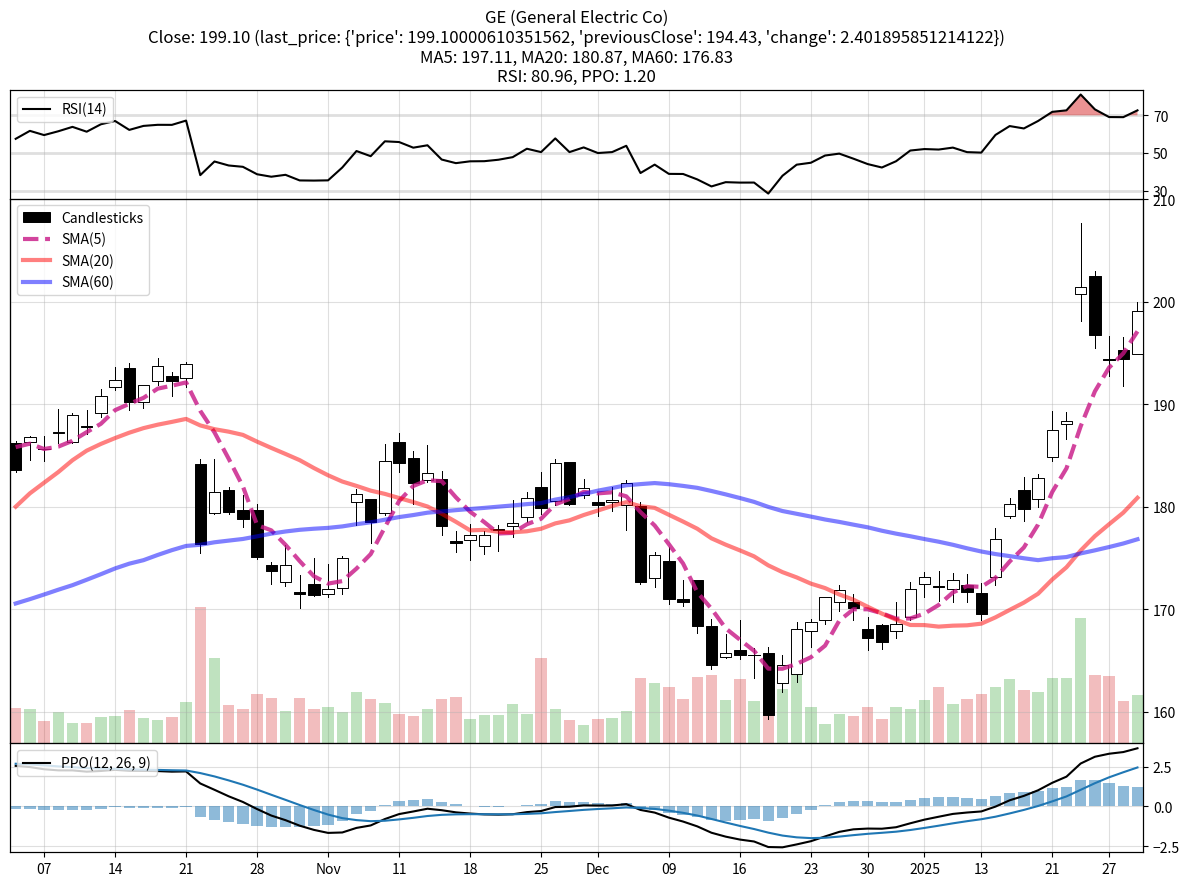 GE (General Electric Co)
Close: 199.10 (last_price: {'price': 199.10000610351562, 'previousClose': 194.43, 'change': 2.401895851214122})
MA5: 197.11, MA20: 180.87, MA60: 176.83
RSI: 80.96, PPO: 1.20
RSI(14)
70
50
30
210
Candlesticks
SMA(5)
SMA(20)
SMA(60)
200
190
180
170
160
PPO(12, 26, 9)
2.5
0.0
−2.5
07 14 21 28 Nov 11 18 25 Dec 09 16 23 30 2025 13 21 27